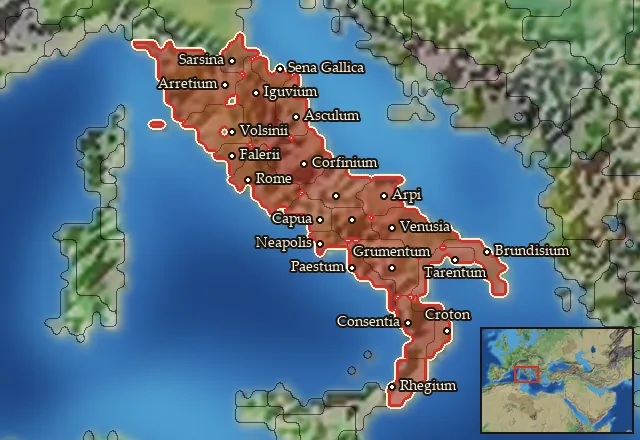 Sarsina
Sena Gallica
Arretium
Iguvium
Asculum
Volsinii
Falerii
Corfinium
Rome
Arpi
Capua
Venusia
Neapolis
Grumentum
Brundisium
Paestum
Tarentum
Consentia
Croton
Rhegium